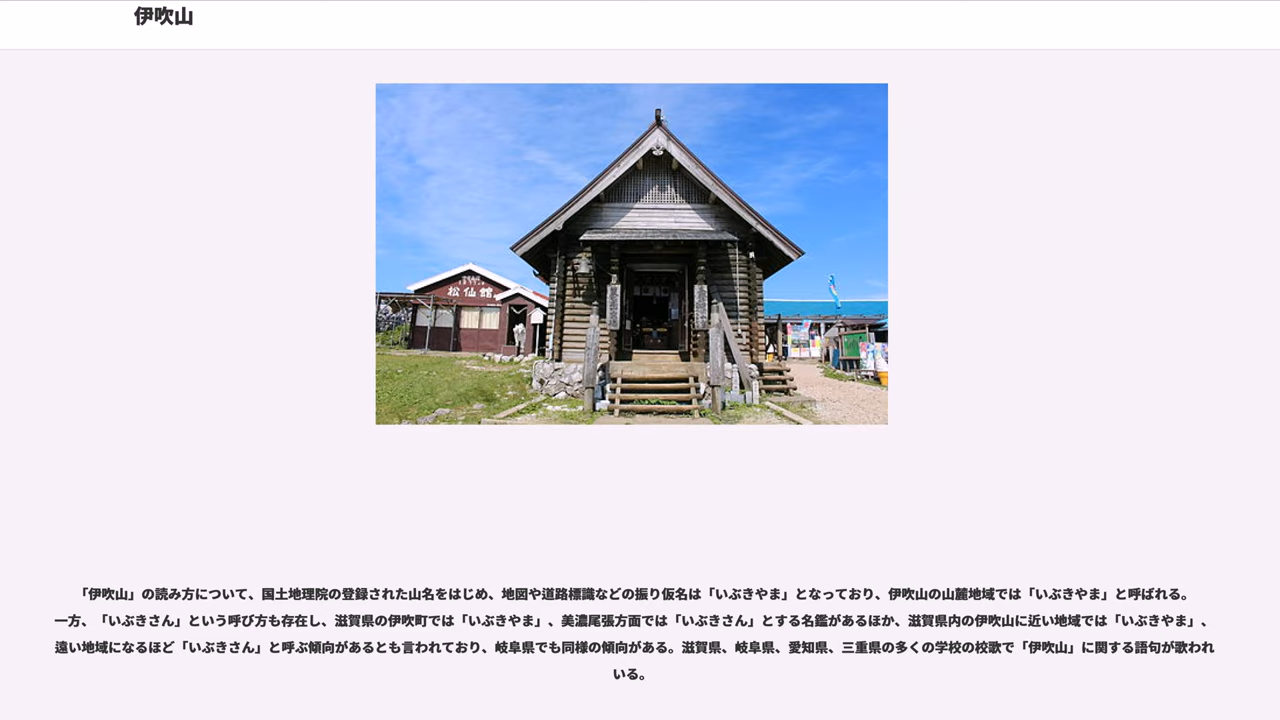 伊吹山
松仙館
「伊吹山」の読み方について、国土地理院の登録された山名をはじめ、地図や道路標識などの振り仮名は「いぶきやま」となっており、伊吹山の山麓地域では「いぶきやま」と呼ばれる。
一方、「いぶきさん」という呼び方も存在し、滋賀県の伊吹町では「いぶきやま」、美濃尾張方面では「いぶきさん」とする名鑑があるほか、滋賀県内の伊吹山に近い地域では「いぶきやま」、
遠い地域になるほど「いぶきさん」と呼ぶ傾向があるとも言われており、岐阜県でも同様の傾向がある。滋賀県、岐阜県、愛知県、三重県の多くの学校の校歌で「伊吹山」に関する語句が歌われ
いる。